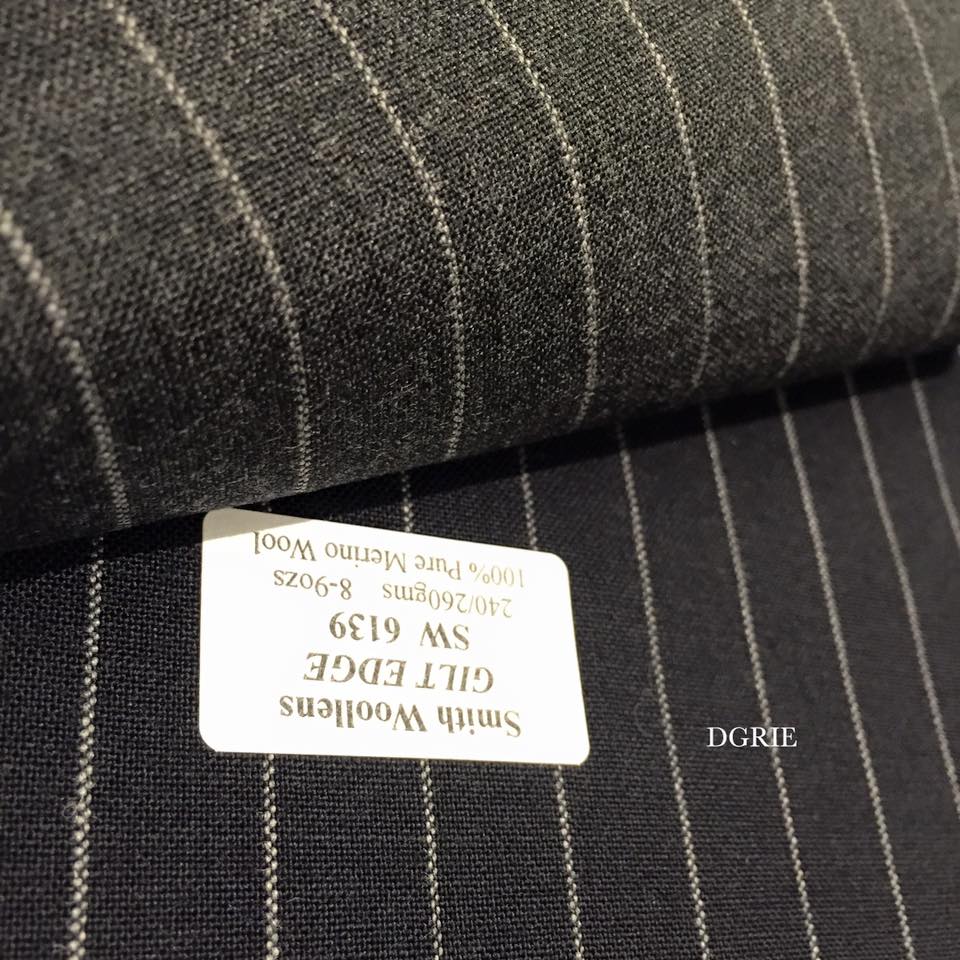 Smith Woollens
GILT EDGE
SW 6139
240/260gms 8-9ozs
100% Pure Merino Wool
DGRIE